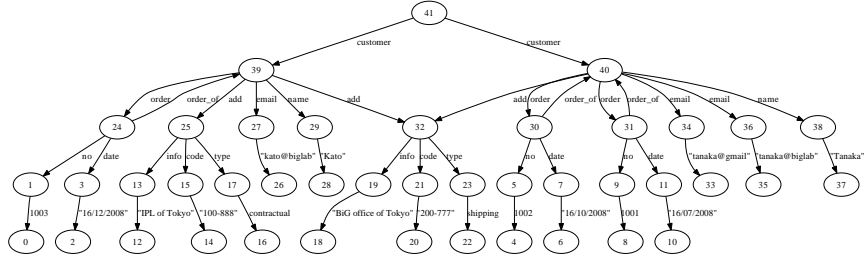 41
customer customer
39 40
order order_of add email name add add order order_of order order_of email email name
24 25 27 29 32 30 31 34 36 38
no date info code type "kato@biglab" "Kato" info code type no date no date "tanaka@gmail" "tanaka@biglab" "Tanaka"
1 3 13 15 17 26 28 19 21 23 5 7 9 11 33 35 37
1003 "16/12/2008" "IPL of Tokyo" "100-888" contractual "BiG office of Tokyo" "200-777" shipping 1002 "16/10/2008" 1001 "16/07/2008"
0 2 12 14 16 18 20 22 4 6 8 10